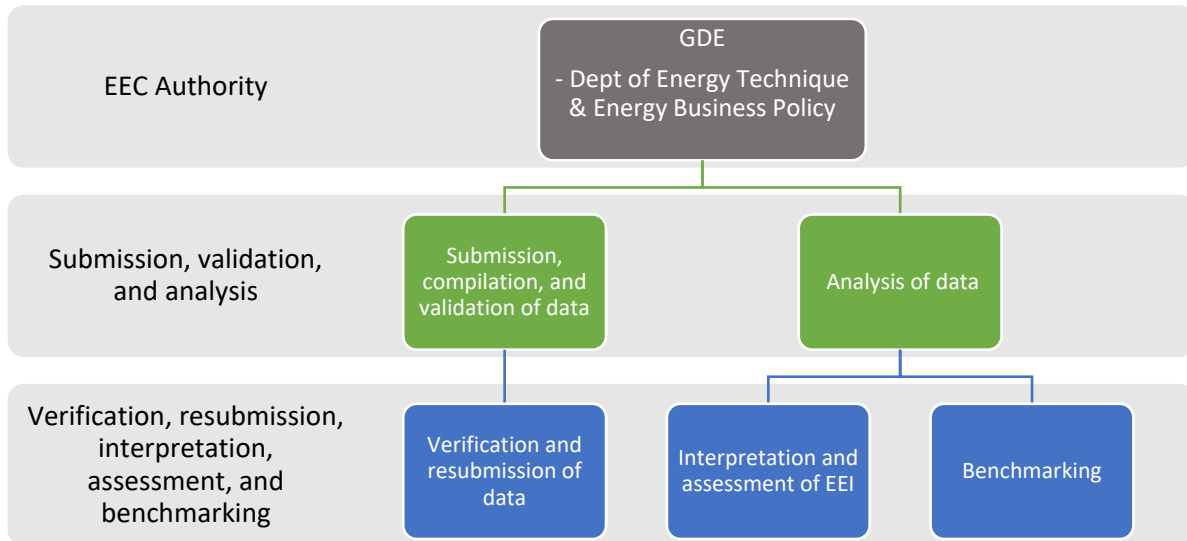 EEC Authority
GDE
- Dept of Energy Technique
& Energy Business Policy
Submission, validation,
and analysis
Submission,
compilation, and
validation of data
Analysis of data
Verification, resubmission,
interpretation,
assessment, and
benchmarking
Verification and
resubmission of
data
Interpretation and
assessment of EEI
Benchmarking